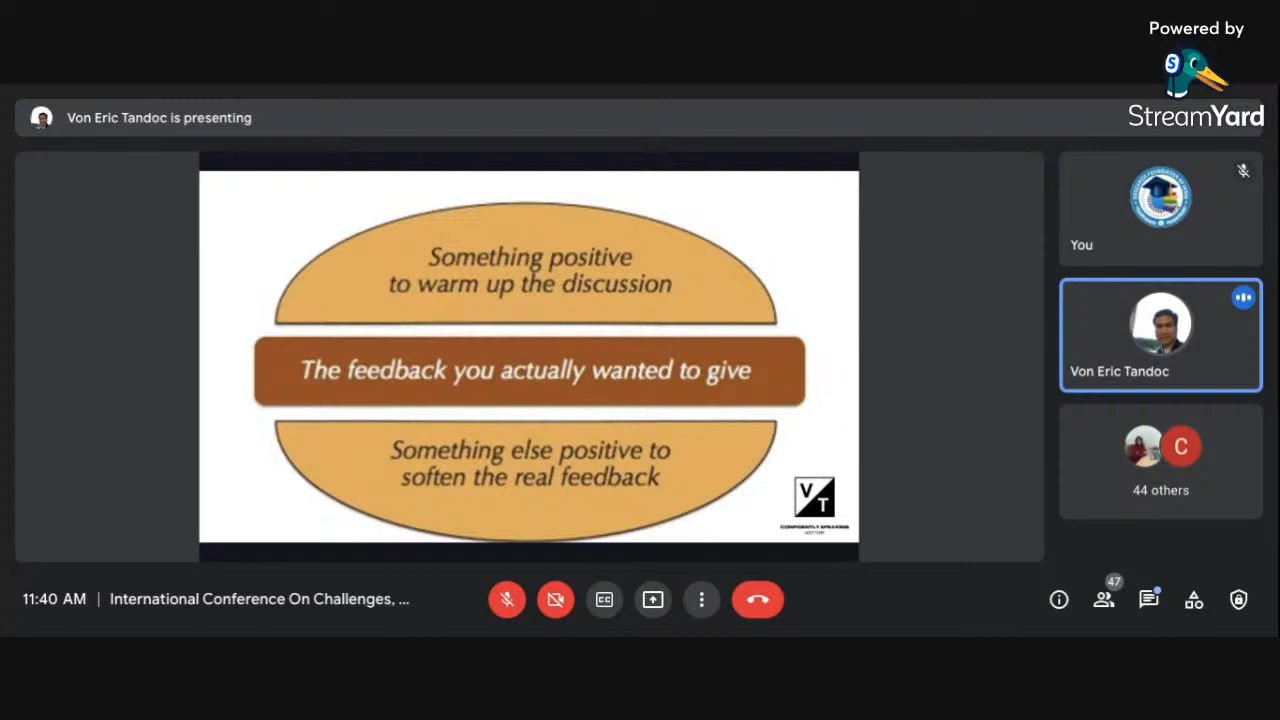 Powered by
StreamYard
Von Eric Tandoc is presenting
Something positive
to warm up the discussion
The feedback you actually wanted to give
Something else positive to
soften the real feedback
V
T
CONFIDENTLY SPEAKING
You
Von Eric Tandoc
C
44 others
11:40 AM | International Conference On Challenges, ...
CC
47